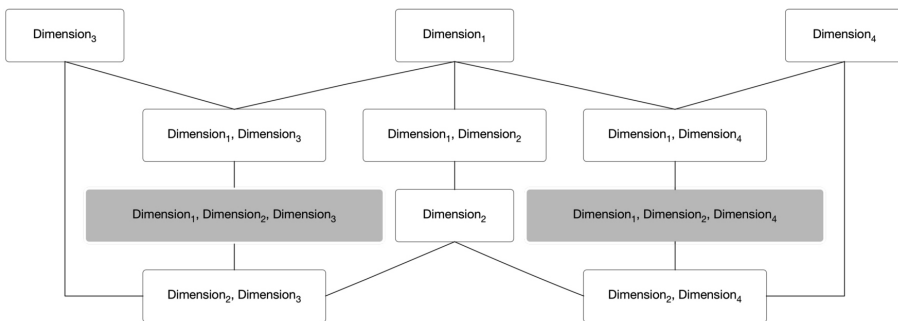 Dimension₃
Dimension₁
Dimension₄
Dimension₁, Dimension₃
Dimension₁, Dimension₂
Dimension₁, Dimension₄
Dimension₁, Dimension₂, Dimension₃
Dimension₂
Dimension₁, Dimension₂, Dimension₄
Dimension₂, Dimension₃
Dimension₂, Dimension₄